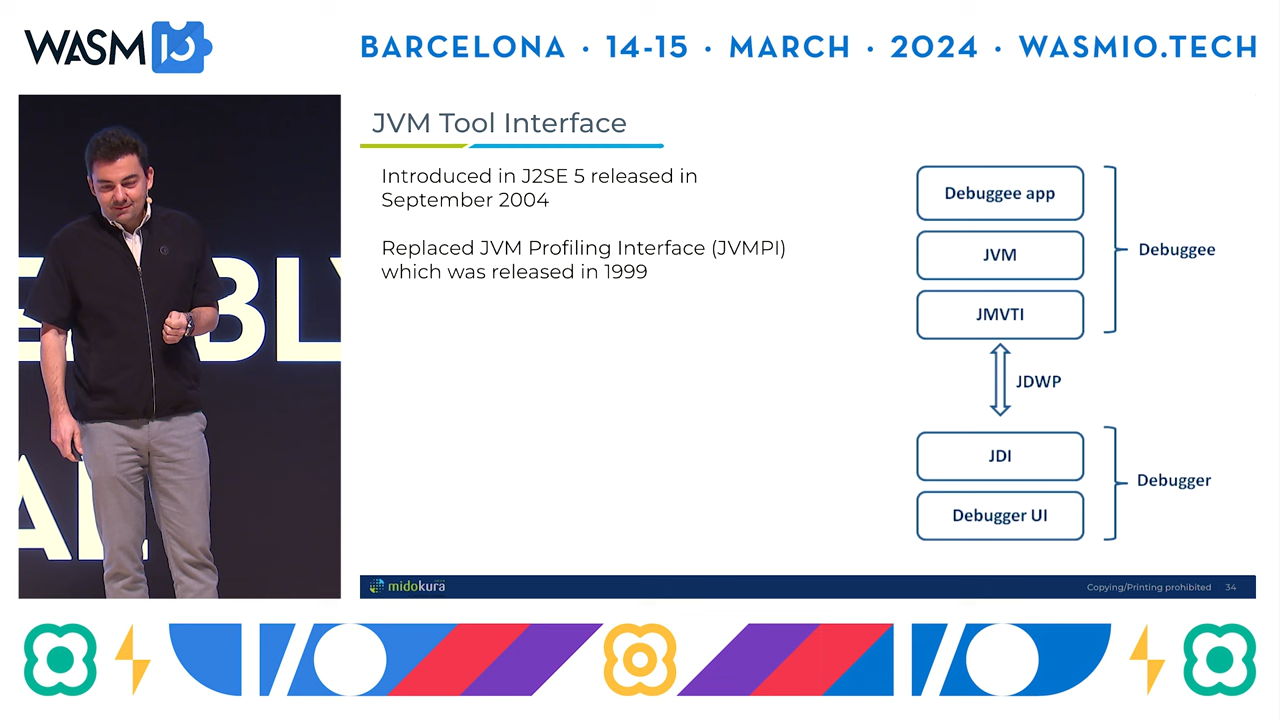 WASM IO
BARCELONA · 14-15 · MARCH · 2024 · WASMIO.TECH
JVM Tool Interface
Introduced in J2SE 5 released in
September 2004
Replaced JVM Profiling Interface (JVMPI)
which was released in 1999
Debuggee app
JVM
JMVTI
Debuggee
JDWP
JDI
Debugger UI
Debugger
midokura
Copying/Printing prohibited 34